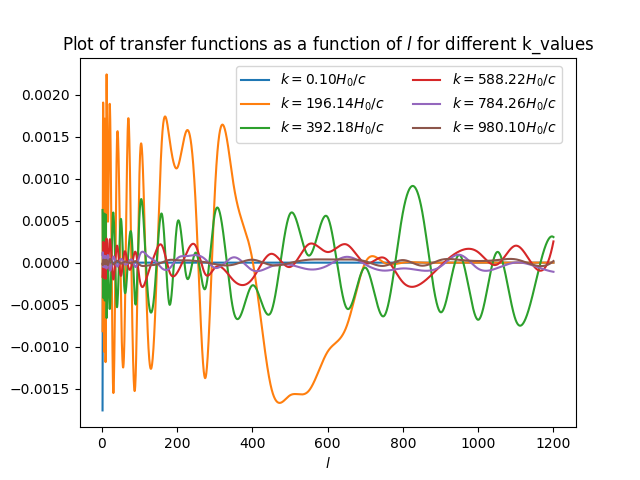 Plot of transfer functions as a function of l for different k_values
k = 0.10H₀/c
k = 196.14H₀/c
k = 392.18H₀/c
k = 588.22H₀/c
k = 784.26H₀/c
k = 980.10H₀/c
0.0020
0.0015
0.0010
0.0005
0.0000
−0.0005
−0.0010
−0.0015
0 200 400 600 800 1000 1200
l